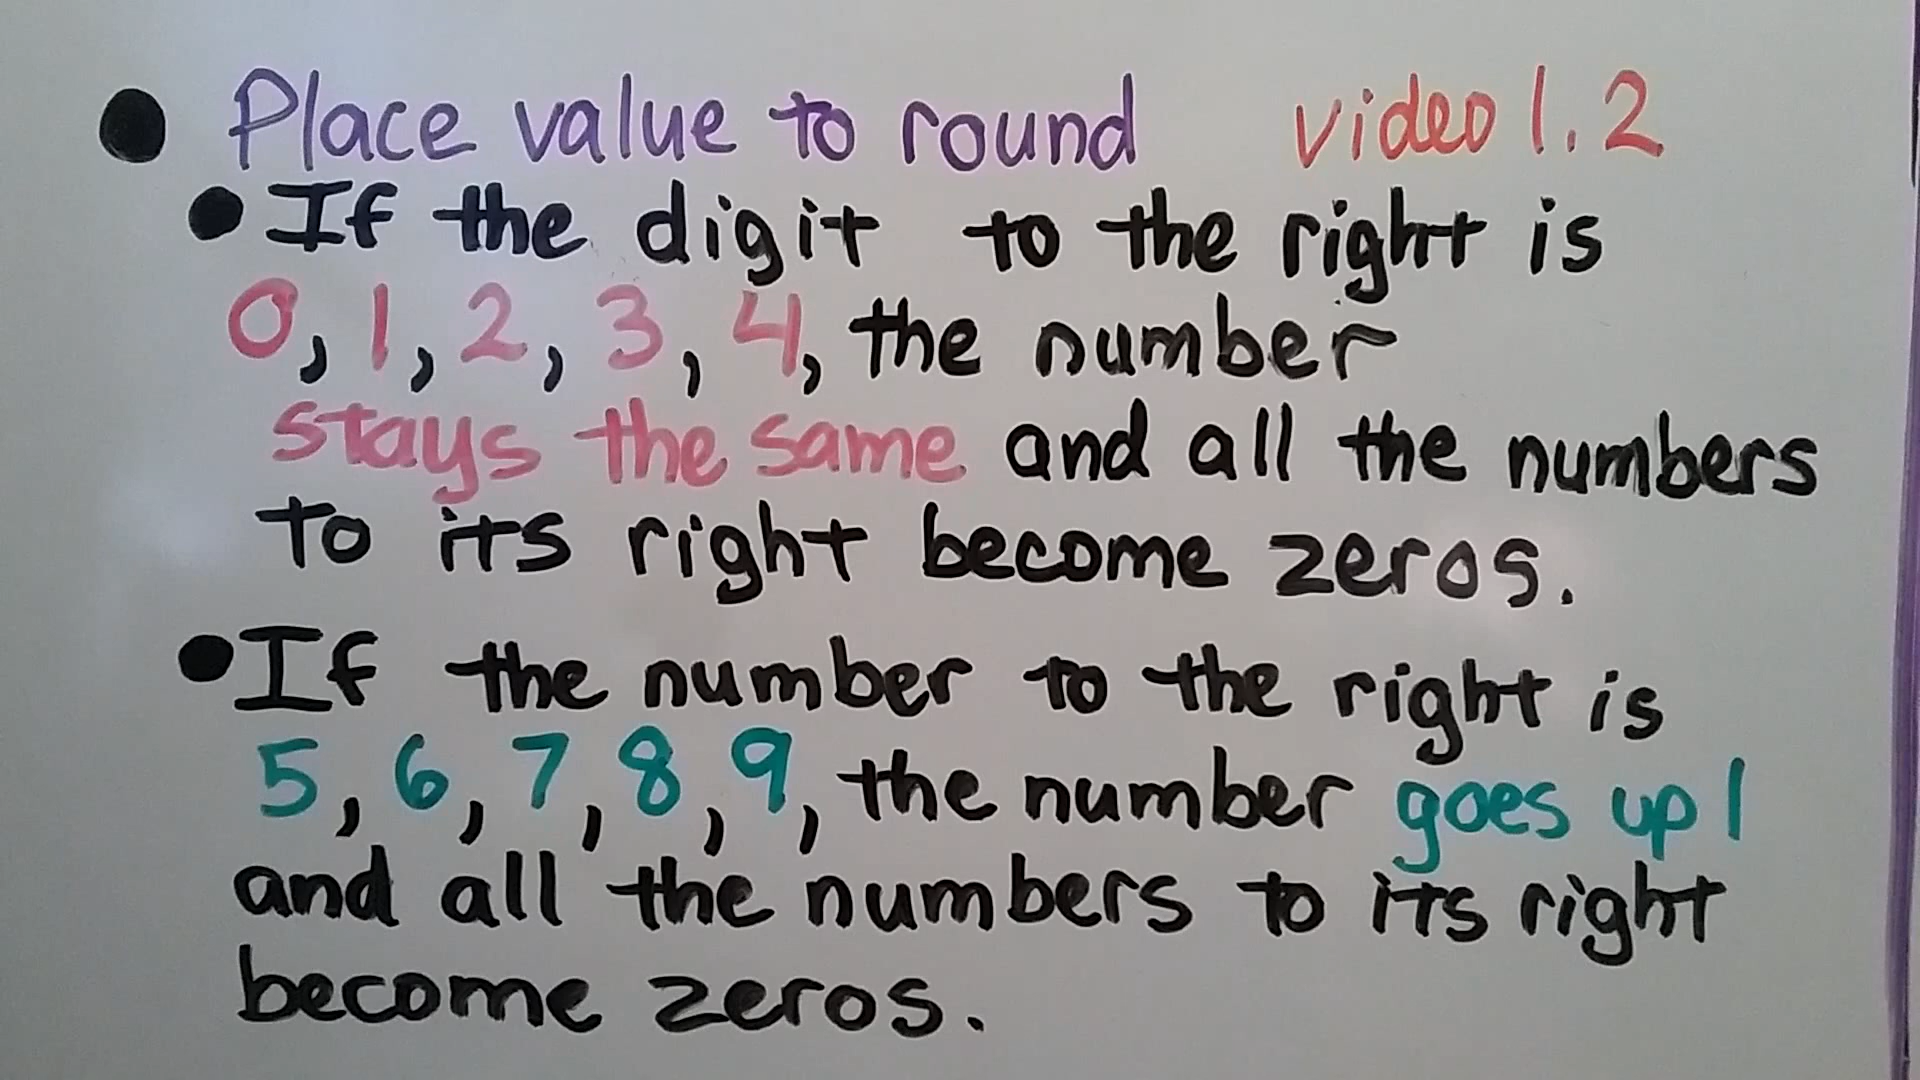 ● Place value to round video 1.2
● If the digit to the right is
0, 1, 2, 3, 4, the number
stays the same and all the numbers
to its right become zeros.
● If the number to the right is
5, 6, 7, 8, 9, the number goes up 1
and all the numbers to its right
become zeros.